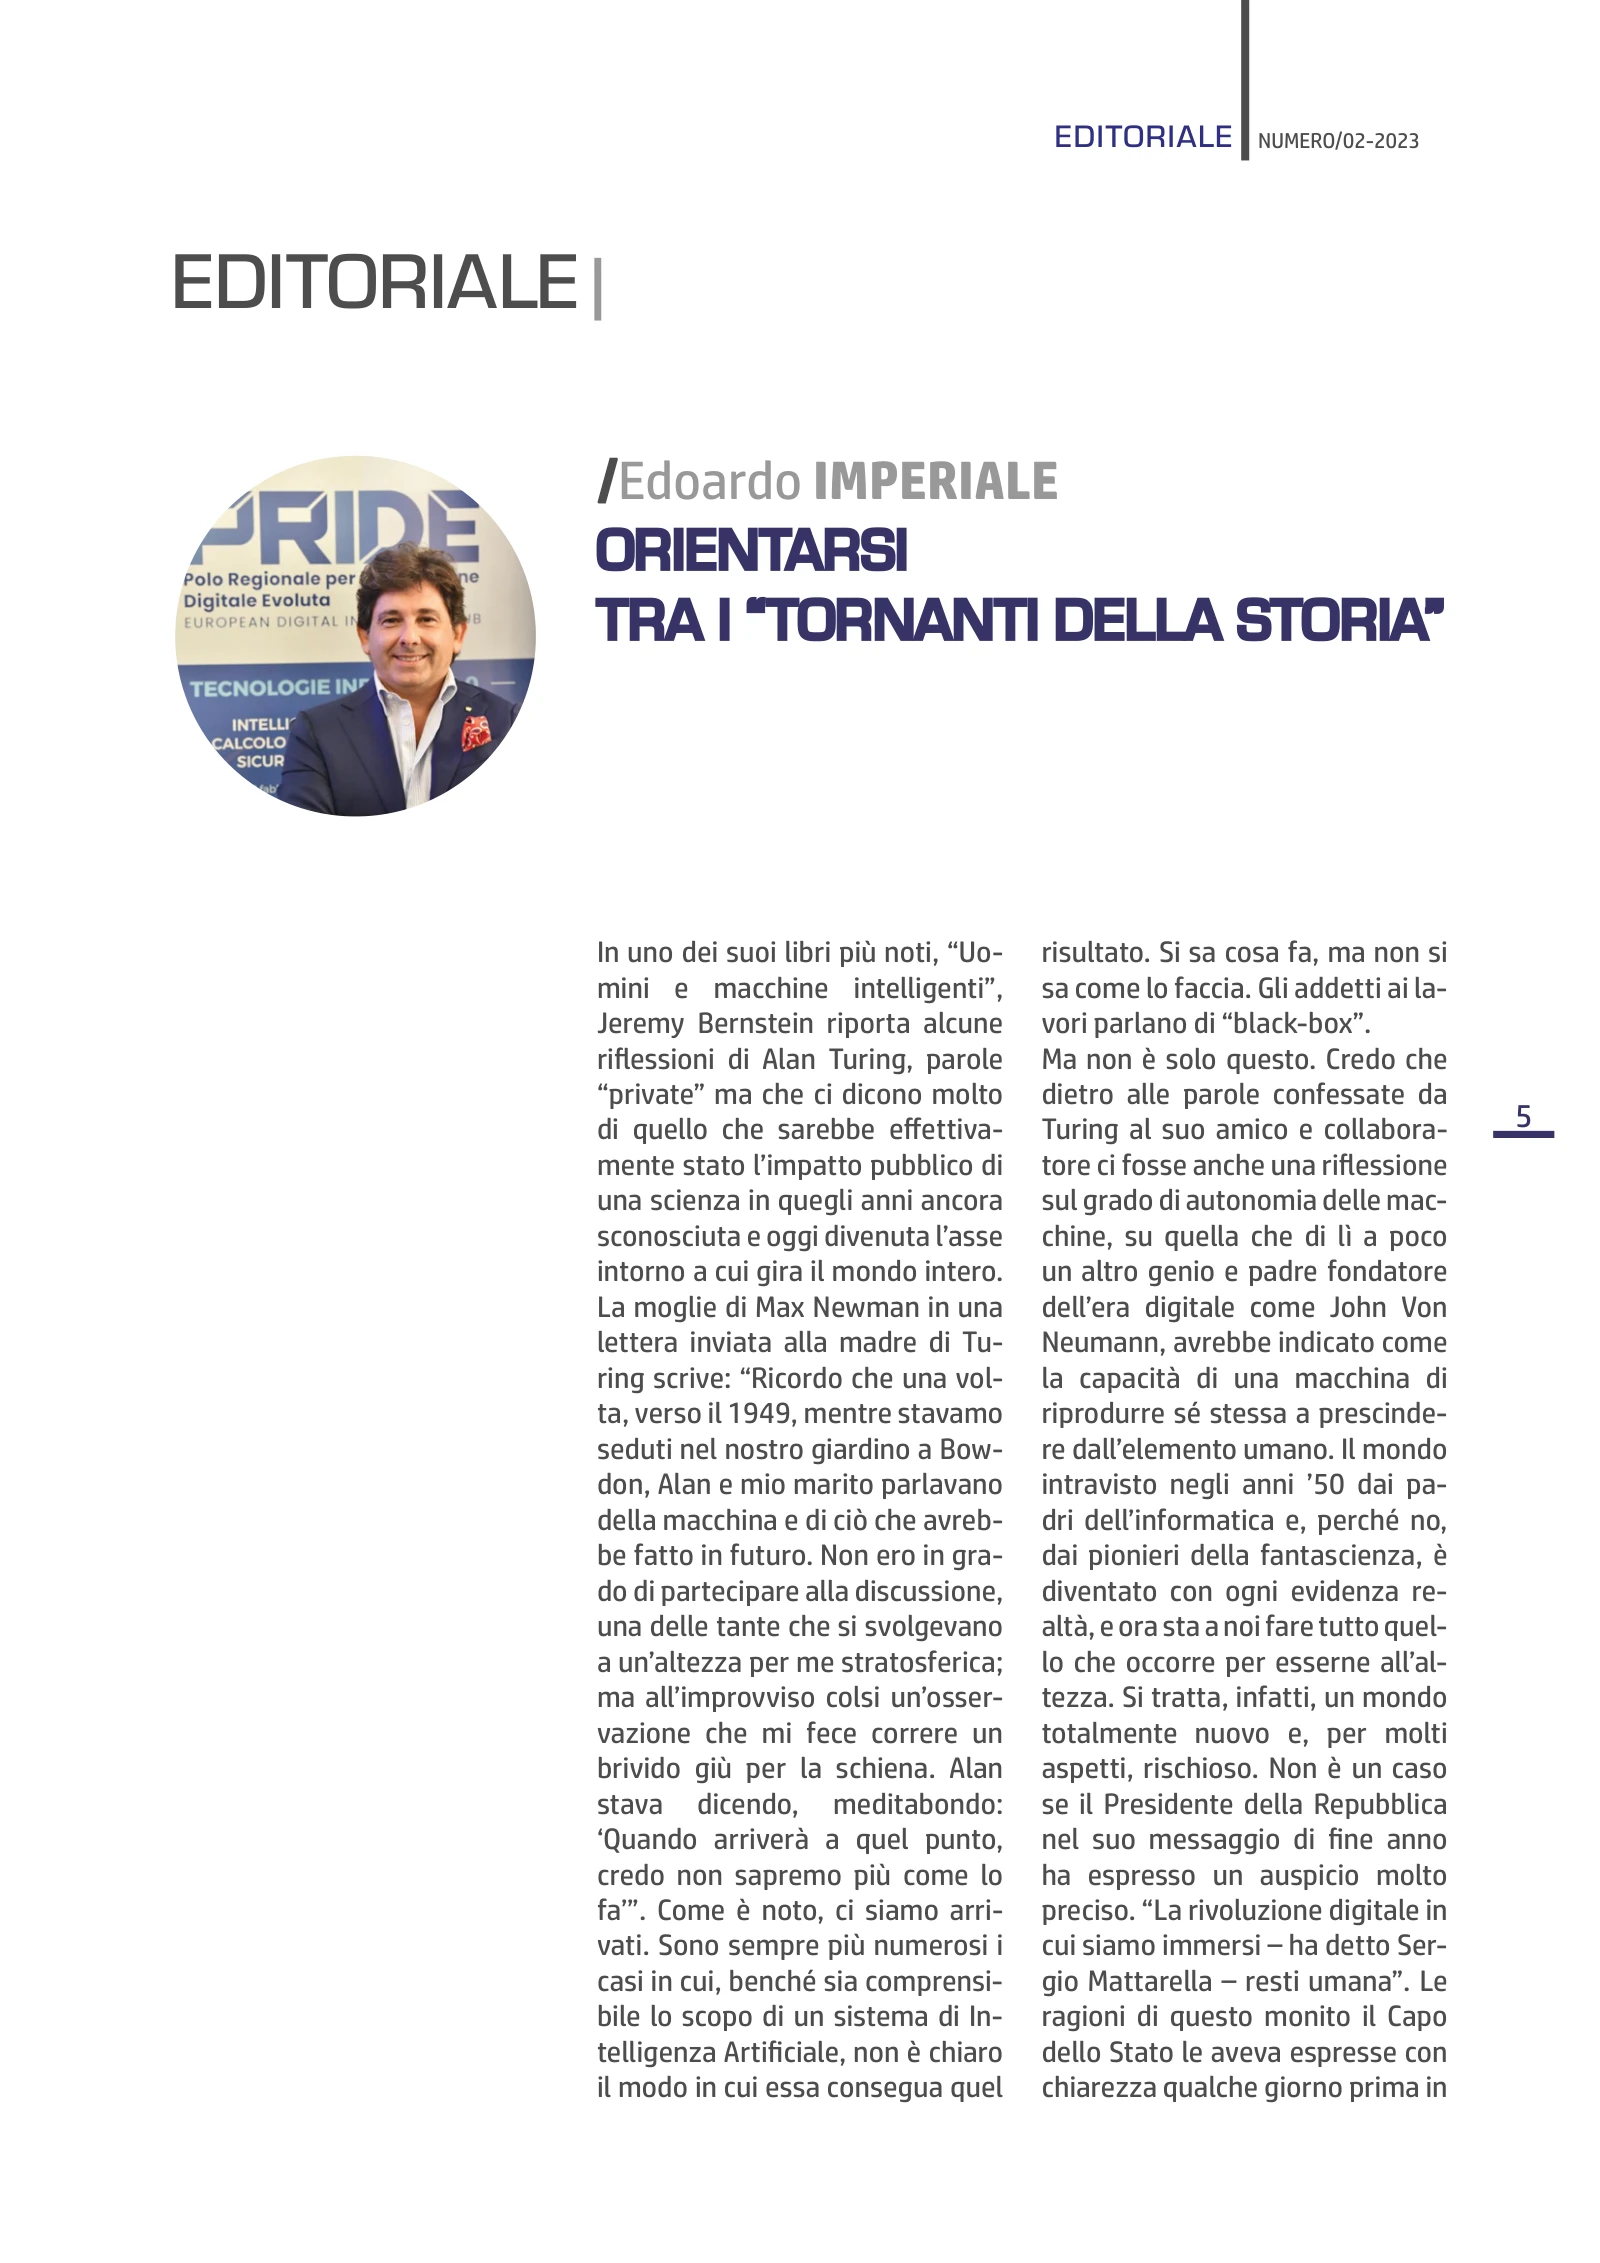 EDITORIALE NUMERO/02-2023
EDITORIALE
PRIDE
Polo Regionale per
Digitale Evoluta
EUROPEAN DIGITAL
TECNOLOGIE
CALCOLO
/Edoardo IMPERIALE
ORIENTARSI
TRA I “TORNANTI DELLA STORIA”
In uno dei suoi libri più noti, “Uo-
mini e macchine intelligenti”,
Jeremy Bernstein riporta alcune
riflessioni di Alan Turing, parole
“private” ma che ci dicono molto
di quello che sarebbe effettiva-
mente stato l’impatto pubblico di
una scienza in quegli anni ancora
sconosciuta e oggi divenuta l’asse
intorno a cui gira il mondo intero.
La moglie di Max Newman in una
lettera inviata alla madre di Tu-
ring scrive: “Ricordo che una vol-
ta, verso il 1949, mentre stavamo
seduti nel nostro giardino a Bow-
don, Alan e mio marito parlavano
della macchina e di ciò che avreb-
be fatto in futuro. Non ero in gra-
do di partecipare alla discussione,
una delle tante che si svolgevano
a un’altezza per me stratosferica;
ma all’improvviso colsi un’osser-
vazione che mi fece correre un
brivido giù per la schiena. Alan
stava dicendo, meditabondo:
‘Quando arriverà a quel punto,
credo non sapremo più come lo
fa’”. Come è noto, ci siamo arri-
vati. Sono sempre più numerosi i
casi in cui, benché sia comprensi-
bile lo scopo di un sistema di In-
telligenza Artificiale, non è chiaro
il modo in cui essa consegua quel
risultato. Si sa cosa fa, ma non si
sa come lo faccia. Gli addetti ai la-
vori parlano di “black-box”.
Ma non è solo questo. Credo che
dietro alle parole confessate da
Turing al suo amico e collabora-
tore ci fosse anche una riflessione
sul grado di autonomia delle mac-
chine, su quella che di lì a poco
un altro genio e padre fondatore
dell’era digitale come John Von
Neumann, avrebbe indicato come
la capacità di una macchina di
riprodurre sé stessa a prescinde-
re dall’elemento umano. Il mondo
intravisto negli anni ’50 dai pa-
dri dell’informatica e, perché no,
dai pionieri della fantascienza, è
diventato con ogni evidenza re-
altà, e ora sta a noi fare tutto quel-
lo che occorre per esserne all’al-
tezza. Si tratta, infatti, un mondo
totalmente nuovo e, per molti
aspetti, rischioso. Non è un caso
se il Presidente della Repubblica
nel suo messaggio di fine anno
ha espresso un auspicio molto
preciso. “La rivoluzione digitale in
cui siamo immersi – ha detto Ser-
gio Mattarella – resti umana”. Le
ragioni di questo monito il Capo
dello Stato le aveva espresse con
chiarezza qualche giorno prima in
5